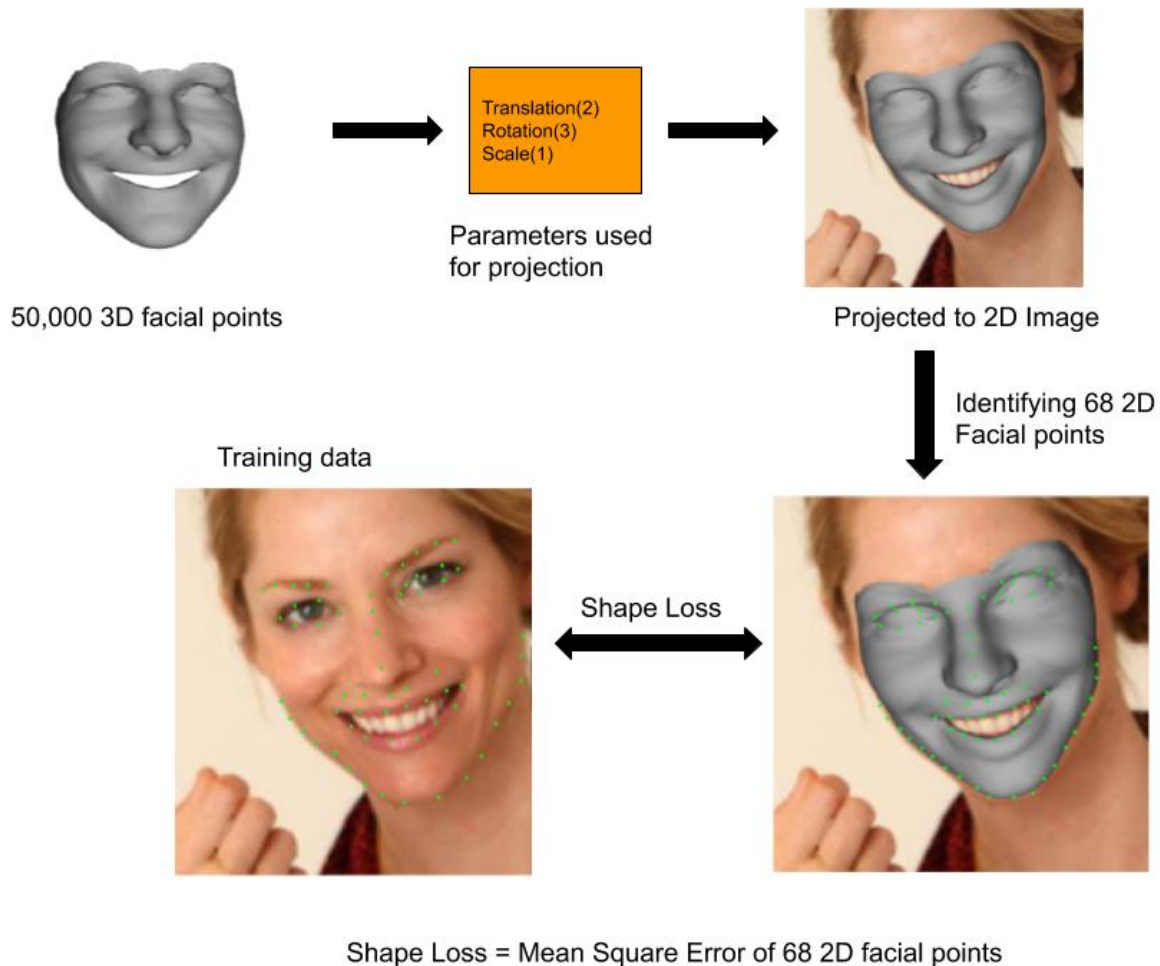 Translation(2)
Rotation(3)
Scale(1)
Parameters used
for projection
50,000 3D facial points
Projected to 2D Image
Identifying 68 2D
Facial points
Training data
Shape Loss
Shape Loss = Mean Square Error of 68 2D facial points